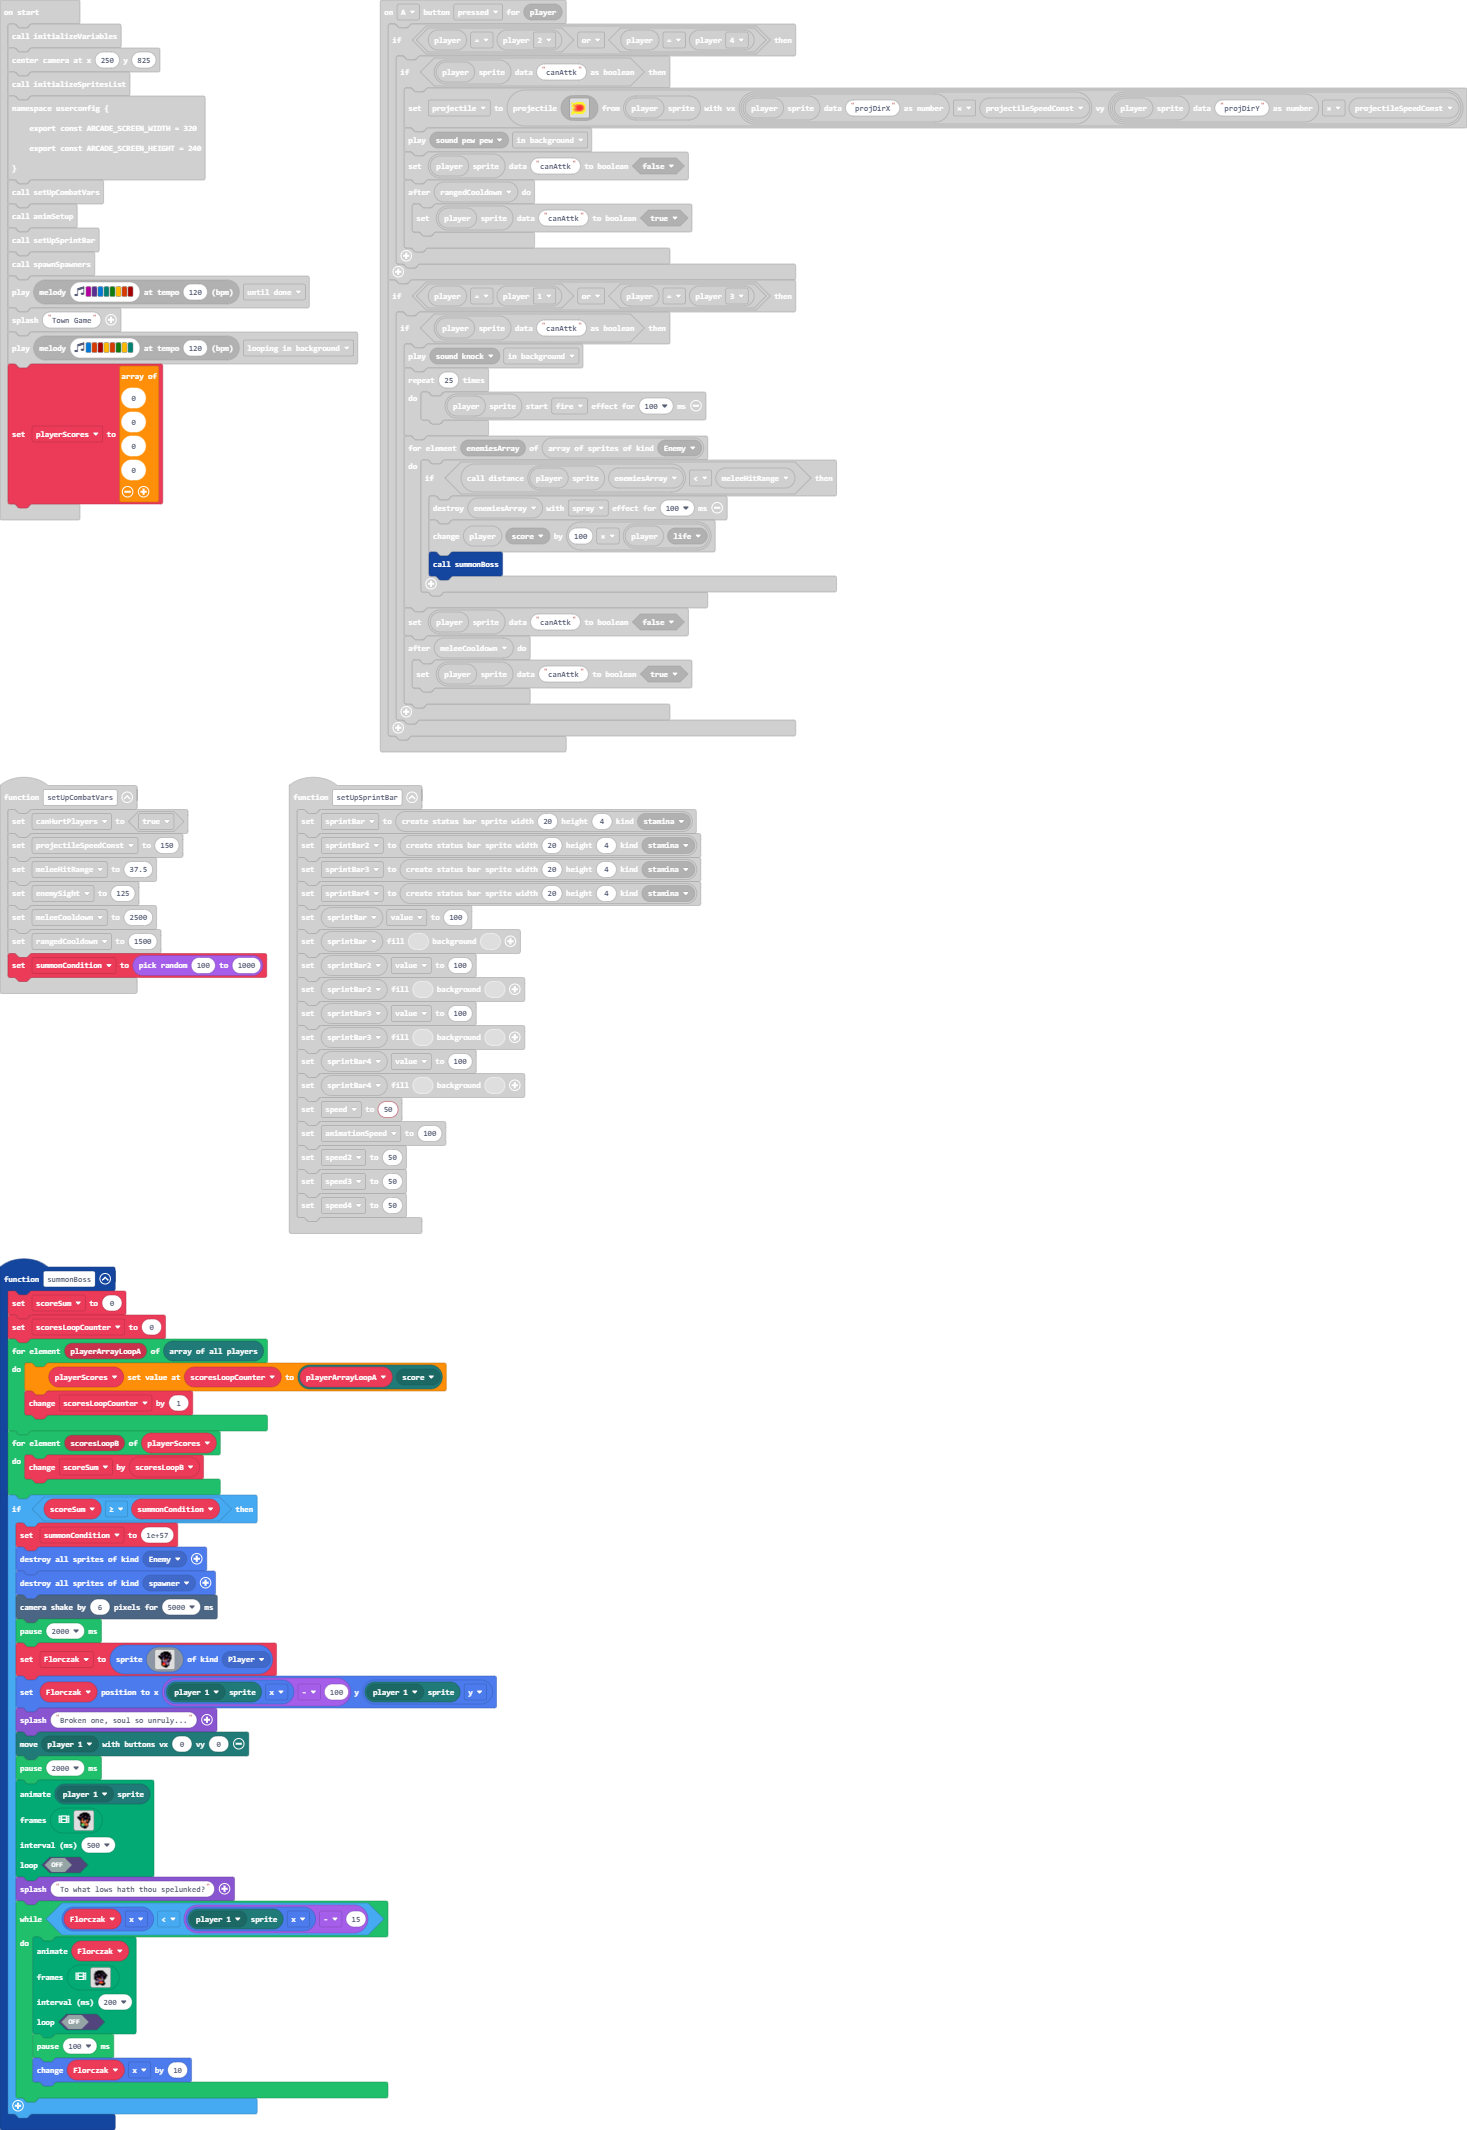 on start
call initializeVariables
center camera at x 250 y 825
call initializeSpritesList
namespace userconfig {
export const ARCADE_SCREEN_WIDTH = 320
export const ARCADE_SCREEN_HEIGHT = 240
}
call setUpCombatVars
call animSetup
call setUpSprintBar
call spawnSpawners
play melody at tempo 120 (bpm) until done
splash "Town Game"
play melody at tempo 120 (bpm) looping in background
set playerScores to array of
0
0
0
0
on A button pressed for player
if player = player 2 or player = player 4 then
if player sprite data "canAttk" as boolean then
set projectile to projectile from player sprite with vx player sprite data "projDirX" as number × projectileSpeedConst vy player sprite data "projDirY" as number × projectileSpeedConst
play sound pew pew in background
set player sprite data "canAttk" to boolean false
after rangedCooldown do
set player sprite data "canAttk" to boolean true
if player = player 1 or player = player 3 then
if player sprite data "canAttk" as boolean then
play sound knock in background
repeat 25 times
do player sprite start fire effect for 100 ms
for element enemiesArray of array of sprites of kind Enemy
do if call distance player sprite enemiesArray < meleeHitRange then
destroy enemiesArray with spray effect for 100 ms
change player score by 100 × player life
call summonBoss
set player sprite data "canAttk" to boolean false
after meleeCooldown do
set player sprite data "canAttk" to boolean true
function setUpCombatVars
set canHurtPlayers to true
set projectileSpeedConst to 150
set meleeHitRange to 37.5
set enemySight to 125
set meleeCooldown to 2500
set rangedCooldown to 1500
set summonCondition to pick random 100 to 1000
function setUpSprintBar
set sprintBar to create status bar sprite width 20 height 4 kind stamina
set sprintBar2 to create status bar sprite width 20 height 4 kind stamina
set sprintBar3 to create status bar sprite width 20 height 4 kind stamina
set sprintBar4 to create status bar sprite width 20 height 4 kind stamina
set sprintBar value to 100
set sprintBar fill background
set sprintBar2 value to 100
set sprintBar2 fill background
set sprintBar3 value to 100
set sprintBar3 fill background
set sprintBar4 value to 100
set sprintBar4 fill background
set speed to 50
set animationSpeed to 100
set speed2 to 50
set speed3 to 50
set speed4 to 50
function summonBoss
set scoreSum to 0
set scoresLoopCounter to 0
for element playerArrayLoopA of array of all players
do playerScores set value at scoresLoopCounter to playerArrayLoopA score
change scoresLoopCounter by 1
for element scoresLoopB of playerScores
do change scoreSum by scoresLoopB
if scoreSum ≥ summonCondition then
set summonCondition to 1e+57
destroy all sprites of kind Enemy
destroy all sprites of kind spawner
camera shake by 6 pixels for 5000 ms
pause 2000 ms
set Florczak to sprite of kind Player
set Florczak position to x player 1 sprite x - 100 y player 1 sprite y
splash "Broken one, soul so unruly..."
move player 1 with buttons vx 0 vy 0
pause 2000 ms
animate player 1 sprite
frames
interval (ms) 500
loop OFF
splash "To what lows hath thou spelunked?"
while Florczak x < player 1 sprite x - 15
do animate Florczak
frames
interval (ms) 200
loop OFF
pause 100 ms
change Florczak x by 10